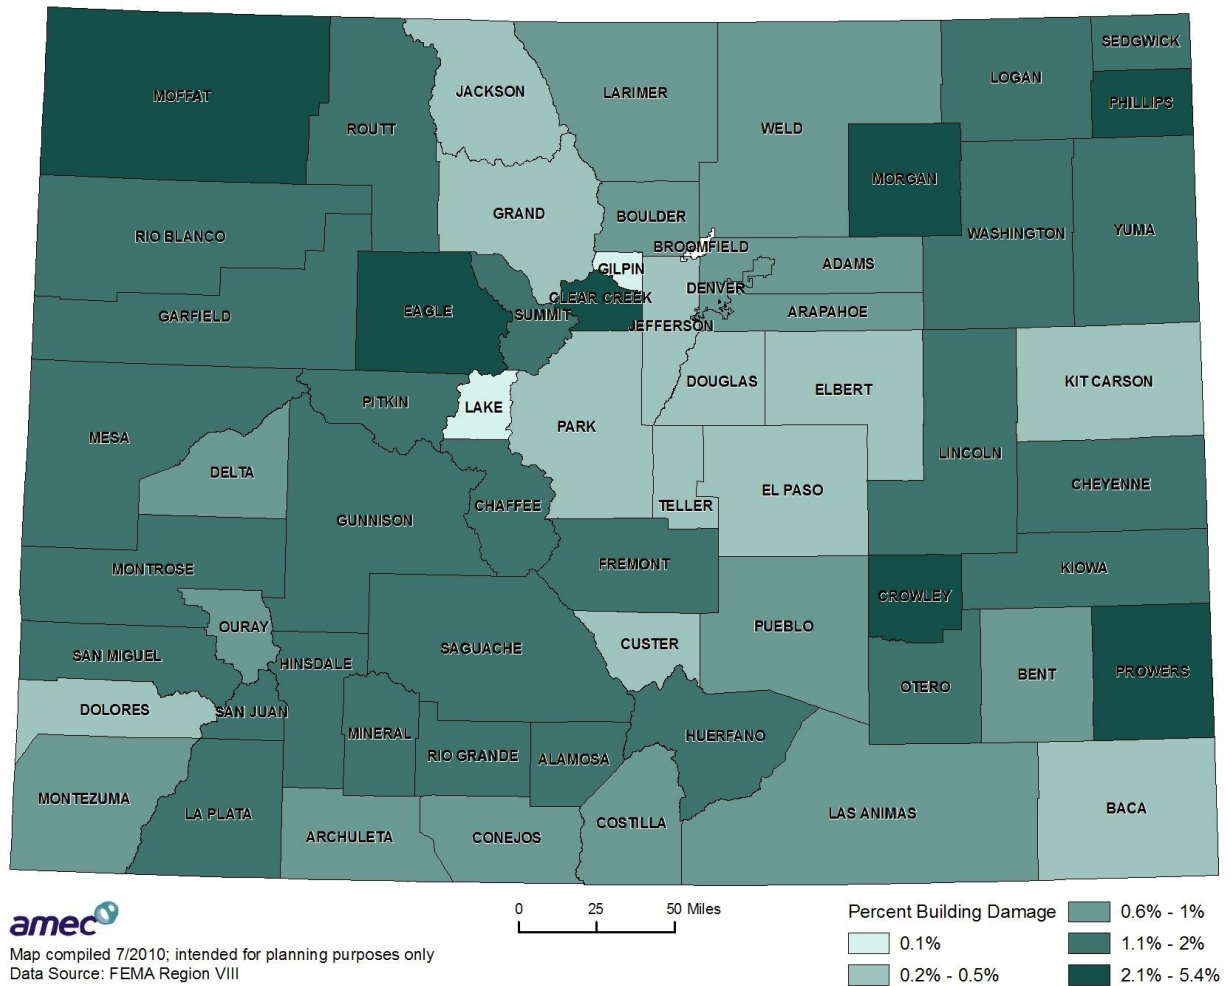 SEDGWICK
LOGAN
MOFFAT
JACKSON
LARIMER
PHILLIPS
ROUTT
WELD
MORGAN
GRAND
BOULDER
RIO BLANCO
WASHINGTON
YUMA
BROOMFIELD
GILPIN
ADAMS
DENVER
CLEAR CREEK
EAGLE
GARFIELD
SUMMIT
ARAPAHOE
JEFFERSON
DOUGLAS
ELBERT
KIT CARSON
PITKIN
LAKE
PARK
MESA
DELTA
LINCOLN
CHEYENNE
EL PASO
CHAFFEE
TELLER
GUNNISON
MONTROSE
FREMONT
KIOWA
CROWLEY
OURAY
PUEBLO
CUSTER
SAGUACHE
SAN MIGUEL
HINSDALE
BENT
PROWERS
OTERO
DOLORES
SAN JUAN
MINERAL
HUERFANO
RIO GRANDE
ALAMOSA
MONTEZUMA
LA PLATA
COSTILLA
LAS ANIMAS
BACA
ARCHULETA
CONEJOS
amec
Map compiled 7/2010; intended for planning purposes only
Data Source: FEMA Region VIII
0 25 50 Miles
Percent Building Damage
0.1%
0.2% - 0.5%
0.6% - 1%
1.1% - 2%
2.1% - 5.4%